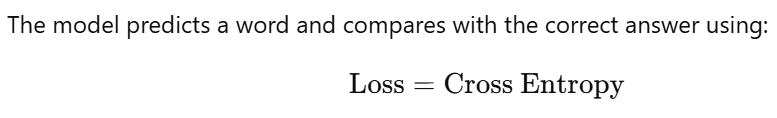 The model predicts a word and compares with the correct answer using:
Loss = Cross Entropy